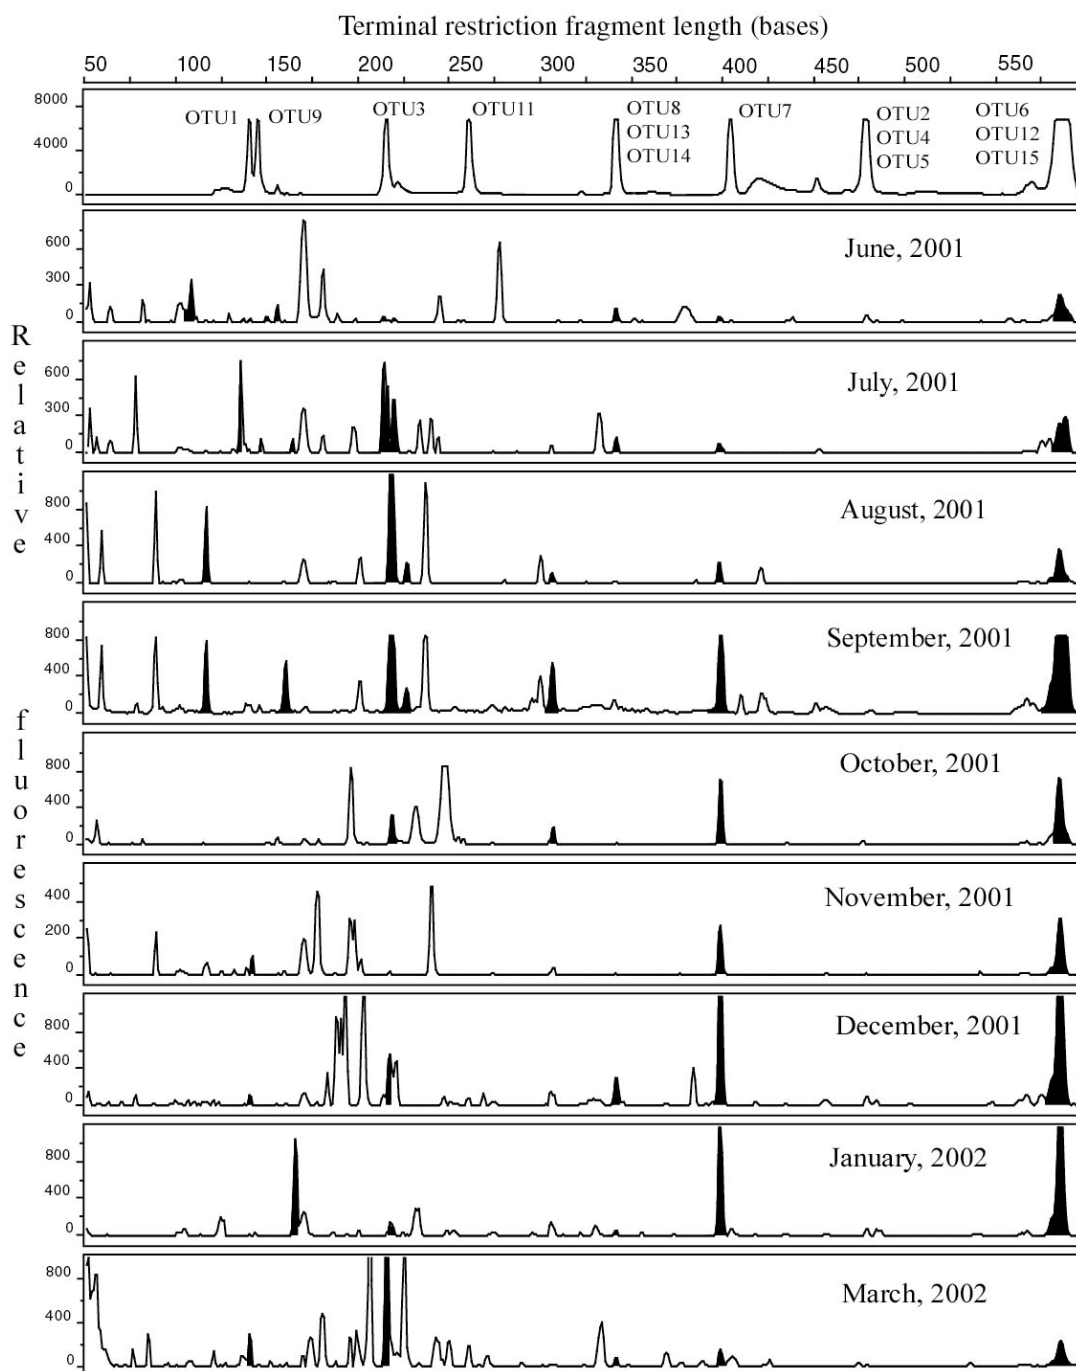 Terminal restriction fragment length (bases)
50 100 150 200 250 300 350 400 450 500 550
8000
4000
0
OTU1 OTU9 OTU3 OTU11 OTU8 OTU7 OTU2 OTU6
OTU13 OTU4 OTU12
OTU14 OTU5 OTU15
Relative fluorescence
600
300
0
June, 2001
600
300
0
July, 2001
800
400
0
August, 2001
800
400
0
September, 2001
800
400
0
October, 2001
400
200
0
November, 2001
800
400
0
December, 2001
800
400
0
January, 2002
800
400
0
March, 2002